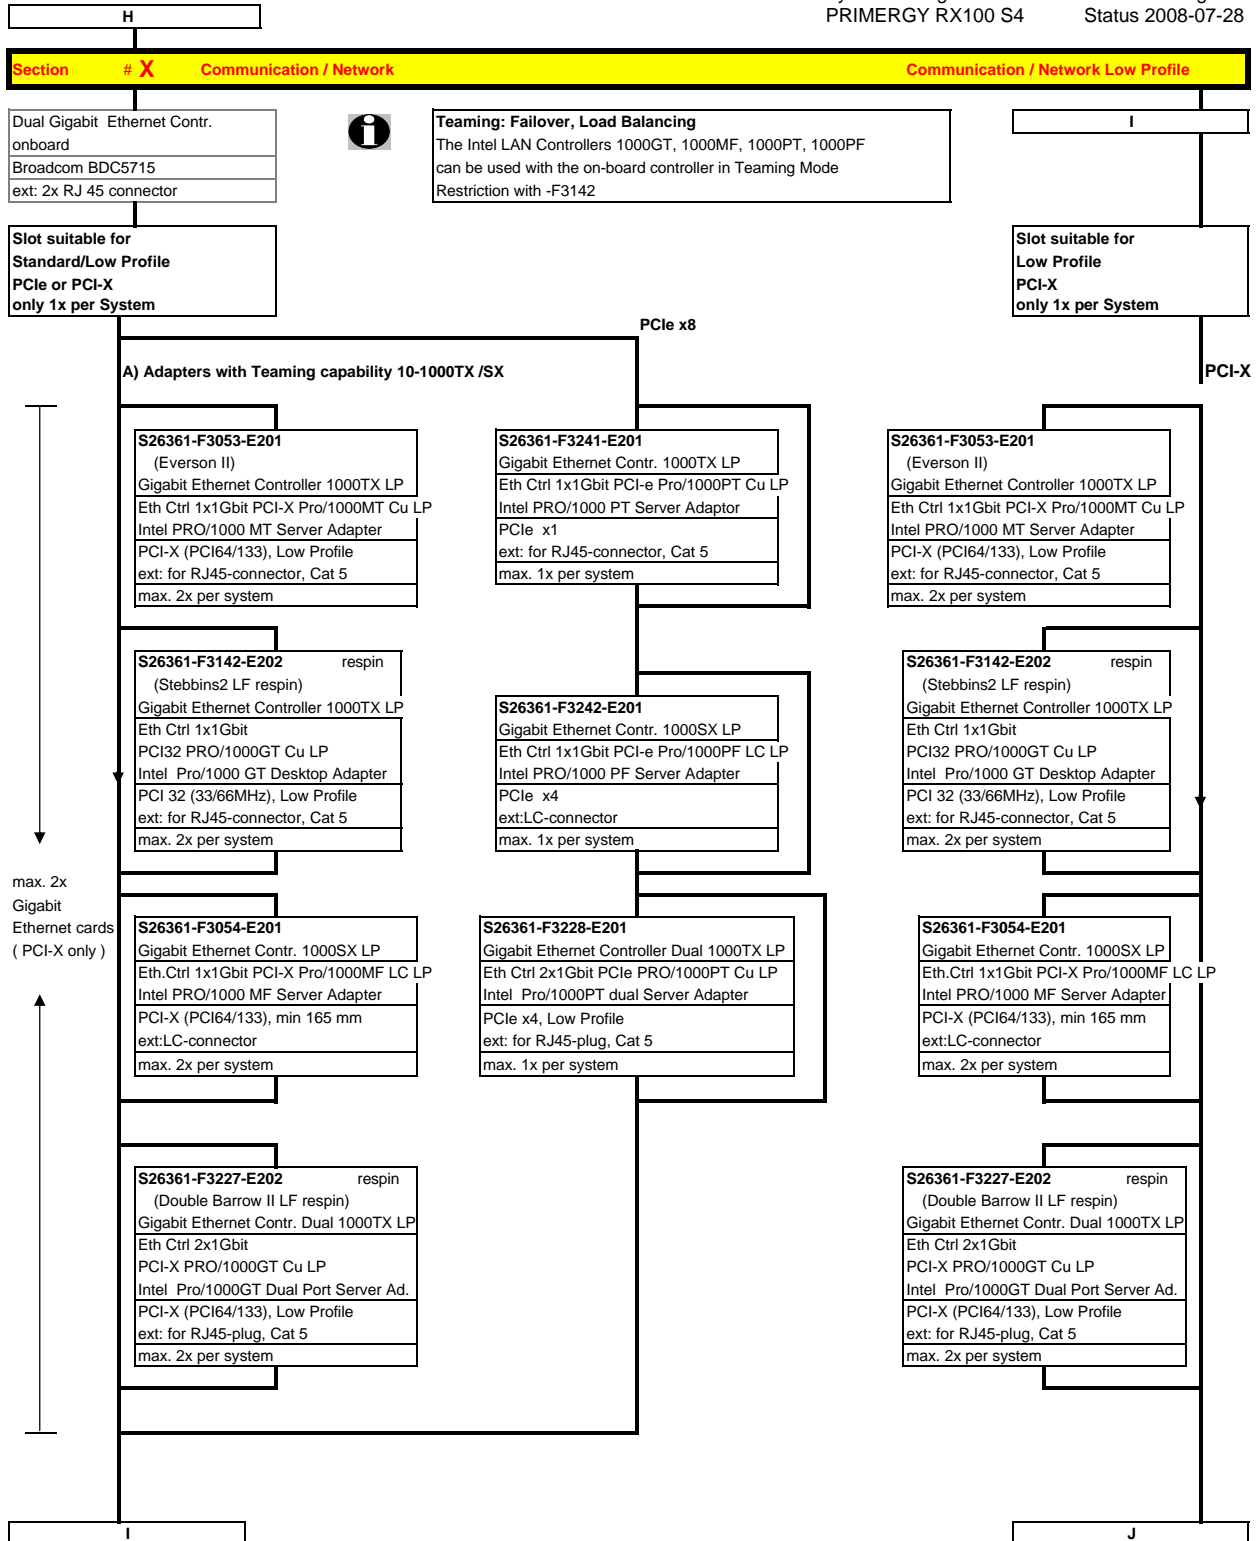 PRIMERGY RX100 S4 Status 2008-07-28
H
Section # X Communication / Network Communication / Network Low Profile
Dual Gigabit Ethernet Contr.
onboard
Broadcom BDC5715
ext: 2x RJ 45 connector
Teaming: Failover, Load Balancing
The Intel LAN Controllers 1000GT, 1000MF, 1000PT, 1000PF
can be used with the on-board controller in Teaming Mode
Restriction with -F3142
I
Slot suitable for
Standard/Low Profile
PCIe or PCI-X
only 1x per System
Slot suitable for
Low Profile
PCI-X
only 1x per System
PCIe x8
A) Adapters with Teaming capability 10-1000TX /SX
PCI-X
S26361-F3053-E201
(Everson II)
Gigabit Ethernet Controller 1000TX LP
Eth Ctrl 1x1Gbit PCI-X Pro/1000MT Cu LP
Intel PRO/1000 MT Server Adapter
PCI-X (PCI64/133), Low Profile
ext: for RJ45-connector, Cat 5
max. 2x per system
S26361-F3241-E201
Gigabit Ethernet Contr. 1000TX LP
Eth Ctrl 1x1Gbit PCI-e Pro/1000PT Cu LP
Intel PRO/1000 PT Server Adaptor
PCIe x1
ext: for RJ45-connector, Cat 5
max. 1x per system
S26361-F3053-E201
(Everson II)
Gigabit Ethernet Controller 1000TX LP
Eth Ctrl 1x1Gbit PCI-X Pro/1000MT Cu LP
Intel PRO/1000 MT Server Adapter
PCI-X (PCI64/133), Low Profile
ext: for RJ45-connector, Cat 5
max. 2x per system
S26361-F3142-E202 respin
(Stebbins2 LF respin)
Gigabit Ethernet Controller 1000TX LP
Eth Ctrl 1x1Gbit
PCI32 PRO/1000GT Cu LP
Intel Pro/1000 GT Desktop Adapter
PCI 32 (33/66MHz), Low Profile
ext: for RJ45-connector, Cat 5
max. 2x per system
S26361-F3242-E201
Gigabit Ethernet Contr. 1000SX LP
Eth Ctrl 1x1Gbit PCI-e Pro/1000PF LC LP
Intel PRO/1000 PF Server Adapter
PCIe x4
ext:LC-connector
max. 1x per system
S26361-F3142-E202 respin
(Stebbins2 LF respin)
Gigabit Ethernet Controller 1000TX LP
Eth Ctrl 1x1Gbit
PCI32 PRO/1000GT Cu LP
Intel Pro/1000 GT Desktop Adapter
PCI 32 (33/66MHz), Low Profile
ext: for RJ45-connector, Cat 5
max. 2x per system
max. 2x
Gigabit
Ethernet cards
( PCI-X only )
S26361-F3054-E201
Gigabit Ethernet Contr. 1000SX LP
Eth.Ctrl 1x1Gbit PCI-X Pro/1000MF LC LP
Intel PRO/1000 MF Server Adapter
PCI-X (PCI64/133), min 165 mm
ext:LC-connector
max. 2x per system
S26361-F3228-E201
Gigabit Ethernet Controller Dual 1000TX LP
Eth Ctrl 2x1Gbit PCIe PRO/1000PT Cu LP
Intel Pro/1000PT dual Server Adapter
PCIe x4, Low Profile
ext: for RJ45-plug, Cat 5
max. 1x per system
S26361-F3054-E201
Gigabit Ethernet Contr. 1000SX LP
Eth.Ctrl 1x1Gbit PCI-X Pro/1000MF LC LP
Intel PRO/1000 MF Server Adapter
PCI-X (PCI64/133), min 165 mm
ext:LC-connector
max. 2x per system
S26361-F3227-E202 respin
(Double Barrow II LF respin)
Gigabit Ethernet Contr. Dual 1000TX LP
Eth Ctrl 2x1Gbit
PCI-X PRO/1000GT Cu LP
Intel Pro/1000GT Dual Port Server Ad.
PCI-X (PCI64/133), Low Profile
ext: for RJ45-plug, Cat 5
max. 2x per system
S26361-F3227-E202 respin
(Double Barrow II LF respin)
Gigabit Ethernet Contr. Dual 1000TX LP
Eth Ctrl 2x1Gbit
PCI-X PRO/1000GT Cu LP
Intel Pro/1000GT Dual Port Server Ad.
PCI-X (PCI64/133), Low Profile
ext: for RJ45-plug, Cat 5
max. 2x per system
I
J